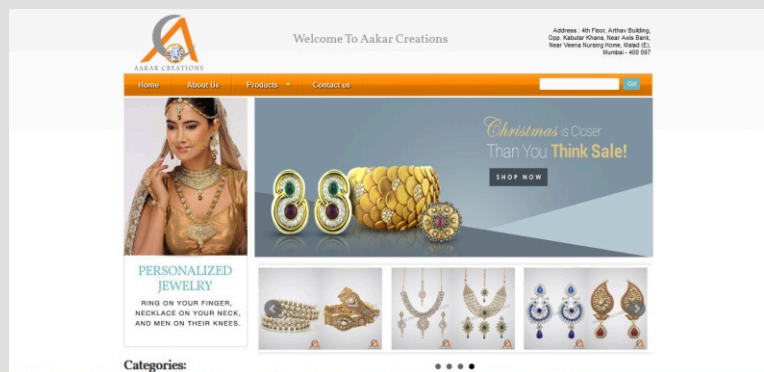 AAKAR CREATIONS
Welcome To Aakar Creations
Address : 4th Floor, Arthav Building,
Opp. Kabutar Khana, Near Axis Bank,
Near Veena Nursing Home, Malad (E),
Mumbai - 400 097
Home About Us Products Contact us
Go!
Christmas is Closer
Than You Think Sale!
SHOP NOW
PERSONALIZED
JEWELRY
RING ON YOUR FINGER,
NECKLACE ON YOUR NECK,
AND MEN ON THEIR KNEES.
Categories: